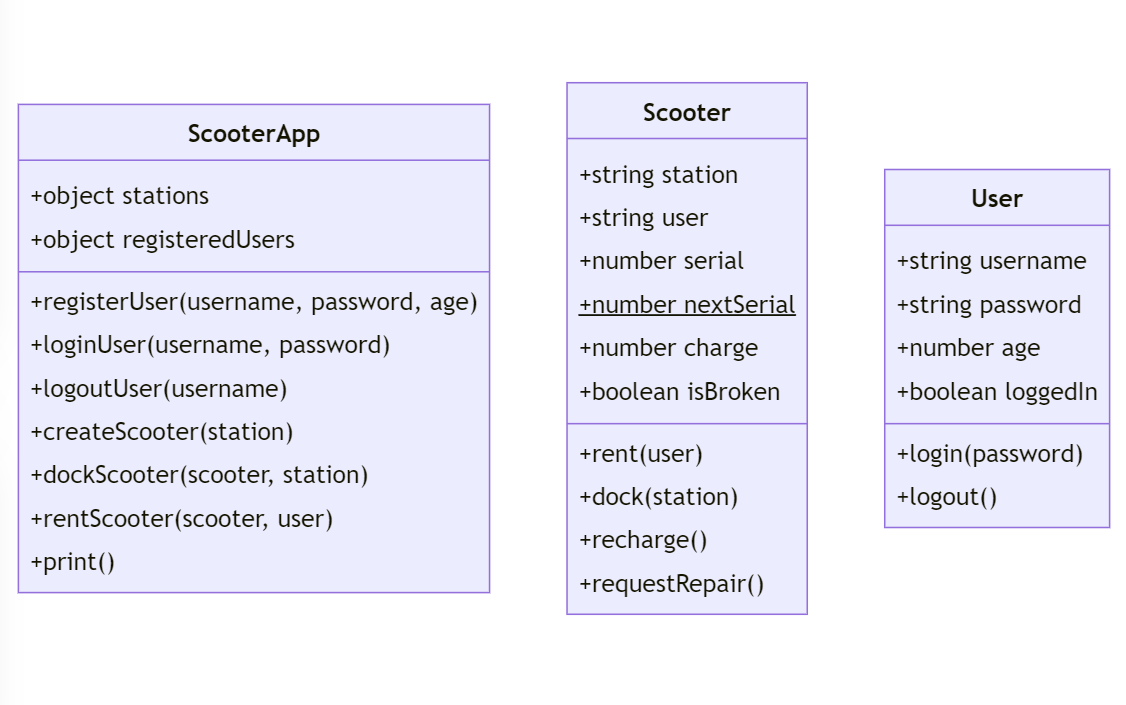 ScooterApp
+object stations
+object registeredUsers
+registerUser(username, password, age)
+loginUser(username, password)
+logoutUser(username)
+createScooter(station)
+dockScooter(scooter, station)
+rentScooter(scooter, user)
+print()
Scooter
+string station
+string user
+number serial
+number nextSerial
+number charge
+boolean isBroken
+rent(user)
+dock(station)
+recharge()
+requestRepair()
User
+string username
+string password
+number age
+boolean loggedIn
+login(password)
+logout()